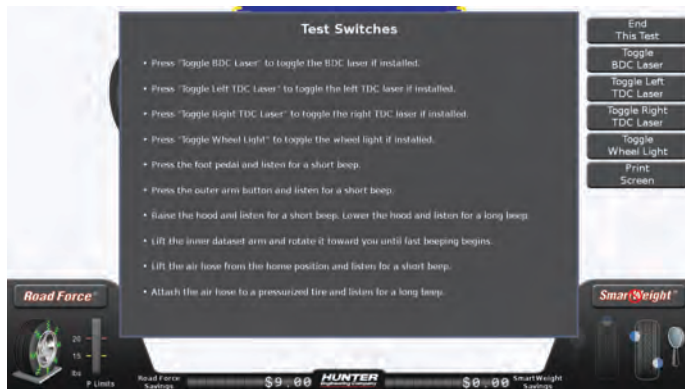 Test Switches
• Press "Toggle BDC Laser" to toggle the BDC laser if installed.
• Press "Toggle Left TDC Laser" to toggle the left TDC laser if installed.
• Press "Toggle Right TDC Laser" to toggle the right TDC laser if installed.
• Press "Toggle Wheel Light" to toggle the wheel light if installed.
• Press the foot pedal and listen for a short beep.
• Press the outer arm button and listen for a short beep.
• Raise the hood and listen for a short beep. Lower the hood and listen for a long beep.
• Lift the inner dataset arm and rotate it toward you until fast beeping begins.
• Lift the air hose from the home position and listen for a short beep.
• Attach the air hose to a pressurized tire and listen for a long beep.
End
This Test
Toggle
BDC Laser
Toggle Left
TDC Laser
Toggle Right
TDC Laser
Toggle
Wheel Light
Print
Screen
Road Force™
SmartWeight™
20
15
P Limits
Road Force
Savings
$9.00
HUNTER
Engineering Company
$0.00
SmartWeight
Savings